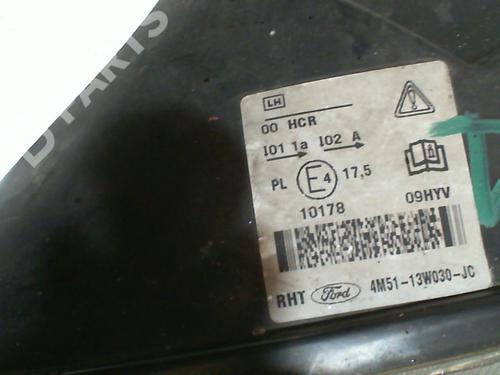 LH
00 HCR
I01 1a I02 A
PL E4 17,5
10178 09HYV
RHT Ford 4M51-13W030-JC